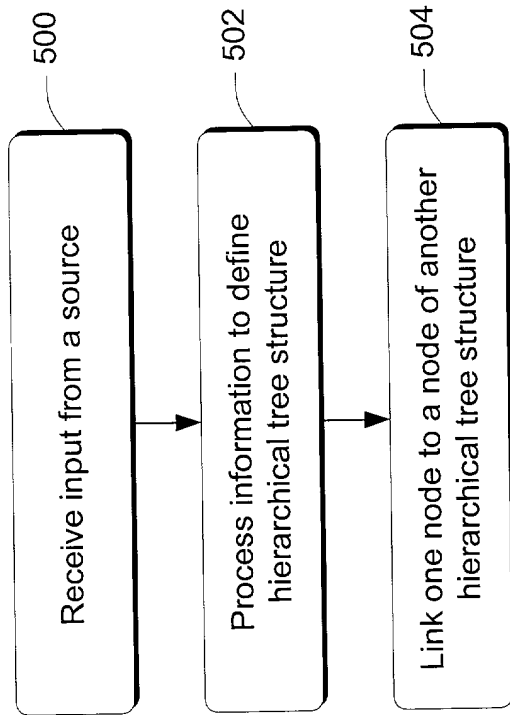 Receive input from a source
500
Process information to define
hierarchical tree structure
502
Link one node to a node of another
hierarchical tree structure
504